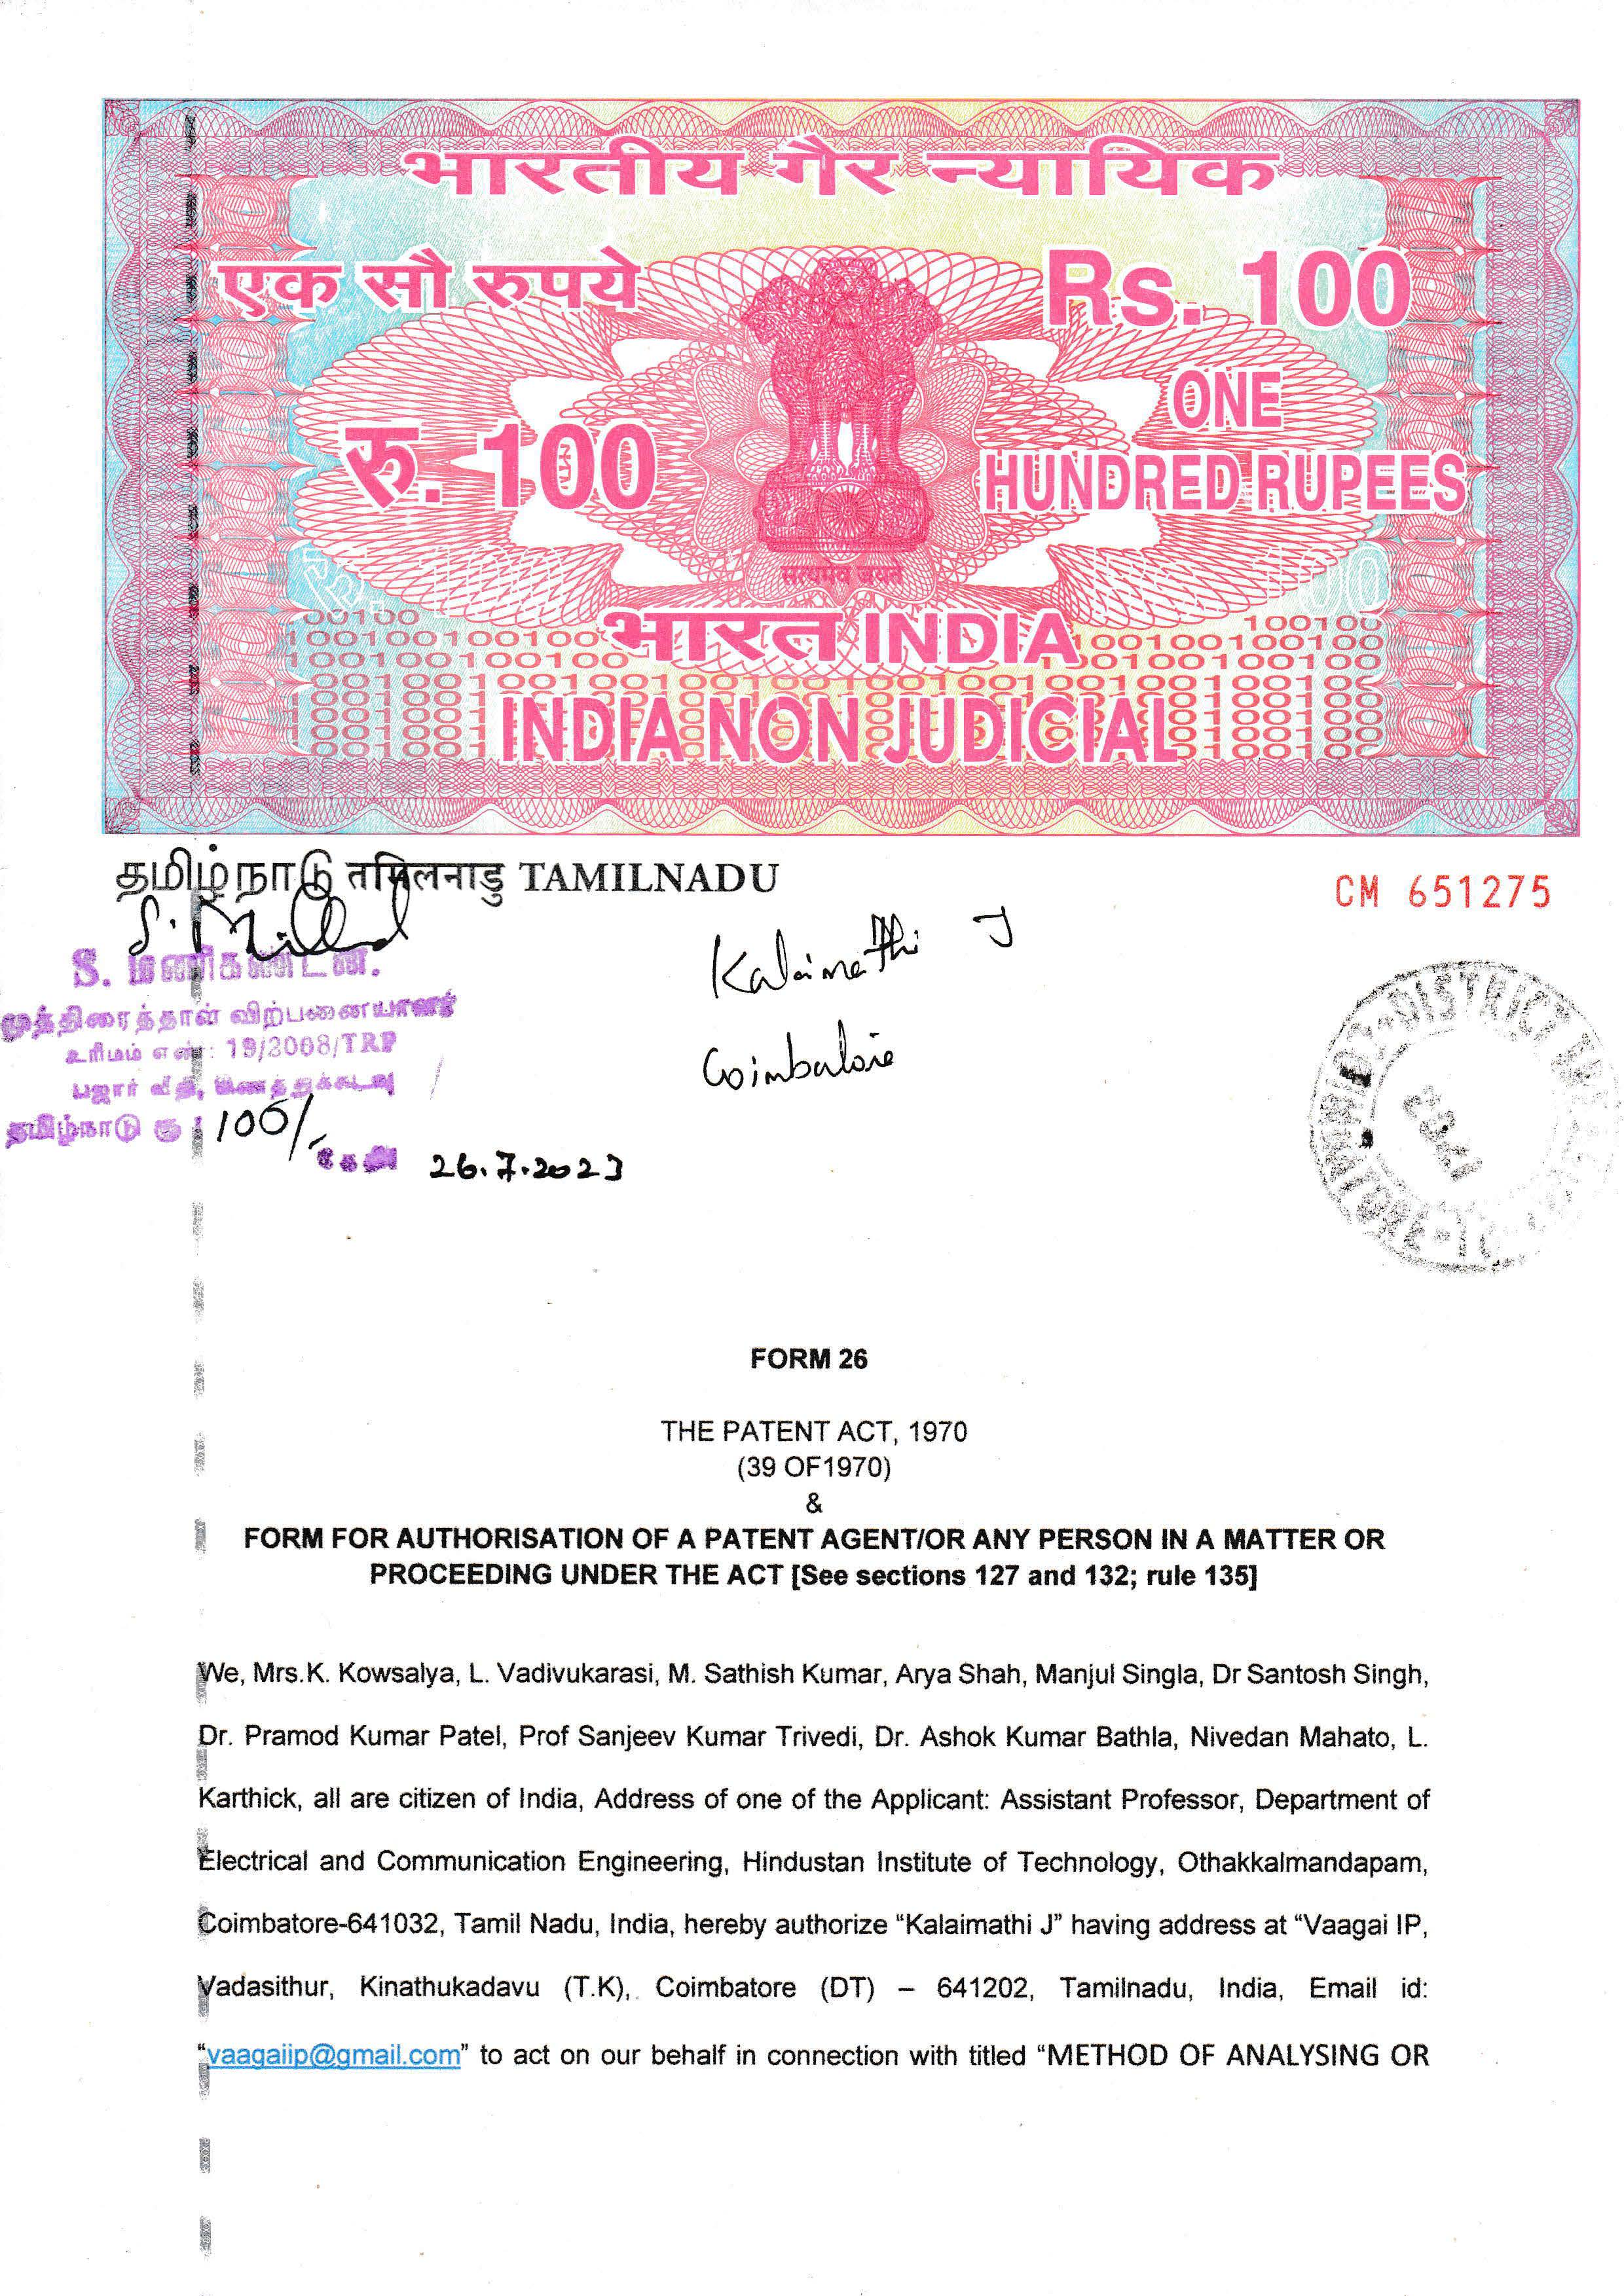 भारतीय गैर न्यायिक
एक सौ रुपये Rs. 100
रु. 100 ONE
HUNDRED RUPEES
सत्यमेव जयते
भारत INDIA
INDIA NON JUDICIAL
தமிழ்நாடு तमिलनाडु TAMILNADU
CM 651275
S. மணிகண்டன்.
முத்திரைத்தாள் விற்பனையாளர்
உரிமம் எண்: 19/2008/TRP
பஜார் வீதி,
தமிழ்நாடு ரூ 100/-
தேதி 26.7.2023
Kalaimathi J
Coimbatore
FORM 26
THE PATENT ACT, 1970
(39 OF1970)
&
FORM FOR AUTHORISATION OF A PATENT AGENT/OR ANY PERSON IN A MATTER OR
PROCEEDING UNDER THE ACT [See sections 127 and 132; rule 135]
We, Mrs.K. Kowsalya, L. Vadivukarasi, M. Sathish Kumar, Arya Shah, Manjul Singla, Dr Santosh Singh,
Dr. Pramod Kumar Patel, Prof Sanjeev Kumar Trivedi, Dr. Ashok Kumar Bathla, Nivedan Mahato, L.
Karthick, all are citizen of India, Address of one of the Applicant: Assistant Professor, Department of
Electrical and Communication Engineering, Hindustan Institute of Technology, Othakkalmandapam,
Coimbatore-641032, Tamil Nadu, India, hereby authorize “Kalaimathi J” having address at “Vaagai IP,
Vadasithur, Kinathukadavu (T.K), Coimbatore (DT) – 641202, Tamilnadu, India, Email id:
“vaagaiip@gmail.com” to act on our behalf in connection with titled “METHOD OF ANALYSING OR